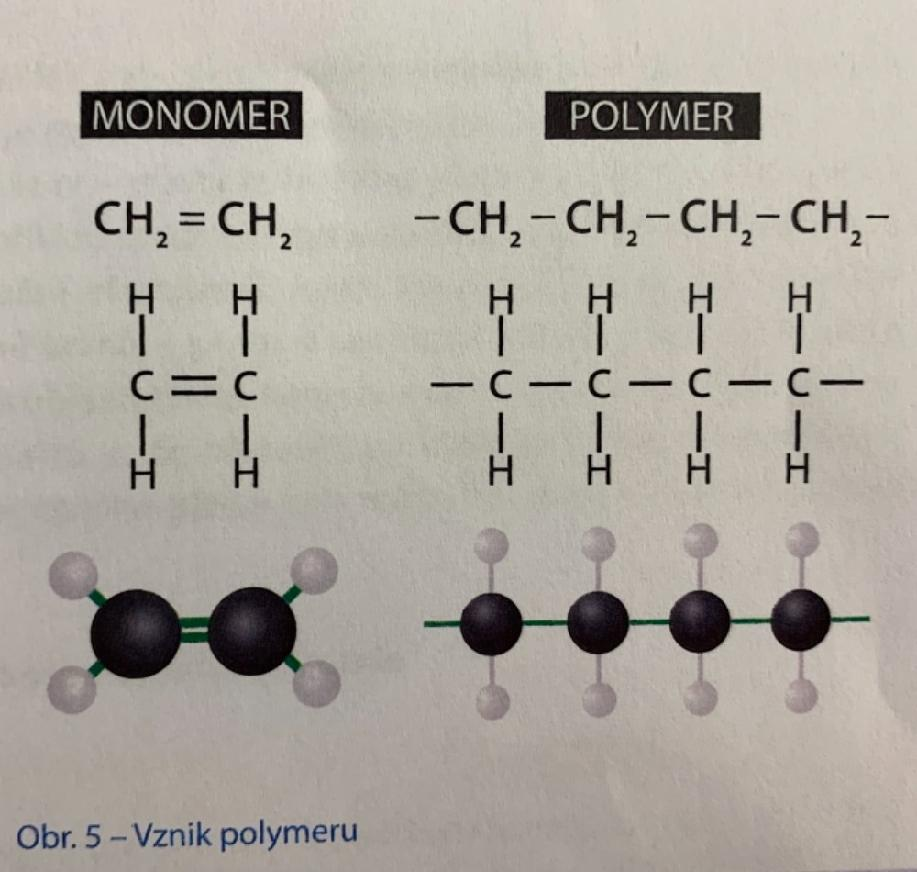 MONOMER POLYMER
CH₂=CH₂ –CH₂–CH₂–CH₂–CH₂–
H H H H H H
C≡C –C–C–C–C–
H H H H H H
Obr. 5 – Vznik polymeru